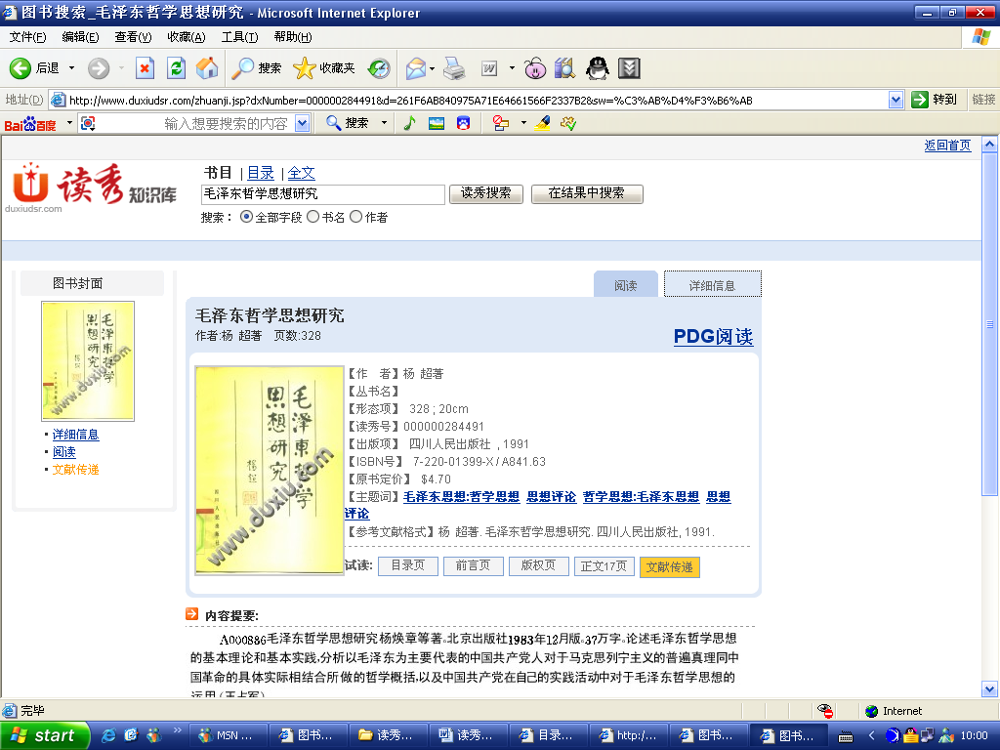 图书搜索_毛泽东哲学思想研究 - Microsoft Internet Explorer
文件(F) 编辑(E) 查看(V) 收藏(A) 工具(T) 帮助(H)
后退 搜索 收藏夹
地址(D) http://www.duxiudsr.com/zhuanji.jsp?dxNumber=000000284491&d=261F6AB840975A71E64661566F2337B2&sw=%C3%AB%D4%F3%B6%AB 转到 链接
Bai百度 输入想要搜索的内容 搜索
返回首页
读秀知识库
duxiudsr.com
书目 | 目录 | 全文
毛泽东哲学思想研究 读秀搜索 在结果中搜索
搜索： 全部字段 书名 作者
图书封面
毛泽東哲学
思想研究
www.duxiu.com
▪ 详细信息
▪ 阅读
▪ 文献传递
阅读 详细信息
毛泽东哲学思想研究
作者:杨 超著 页数:328
PDG阅读
毛泽東哲学
思想研究
杨超
四川人民出版社
www.duxiu.com
【作 者】杨 超著
【丛书名】
【形态项】 328 ; 20cm
【读秀号】000000284491
【出版项】 四川人民出版社 , 1991
【ISBN号】 7-220-01399-X / A841.63
【原书定价】 $4.70
【主题词】毛泽东思想:哲学思想 思想评论 哲学思想:毛泽东思想 思想
评论
【参考文献格式】杨 超著. 毛泽东哲学思想研究. 四川人民出版社, 1991.
试读: 目录页 前言页 版权页 正文17页 文献传递
内容提要:
A000886毛泽东哲学思想研究杨焕章等著.北京出版社1983年12月版.37万字.论述毛泽东哲学思想
的基本理论和基本实践,分析以毛泽东为主要代表的中国共产党人对于马克思列宁主义的普遍真理同中
国革命的具体实际相结合所做的哲学概括,以及中国共产党在自己的实践活动中对于毛泽东哲学思想的
运用.(王占军)
完毕 Internet
start MSN ... 图书... 读秀... 读秀... 目录... http:/... 图书... 图书... 10:00